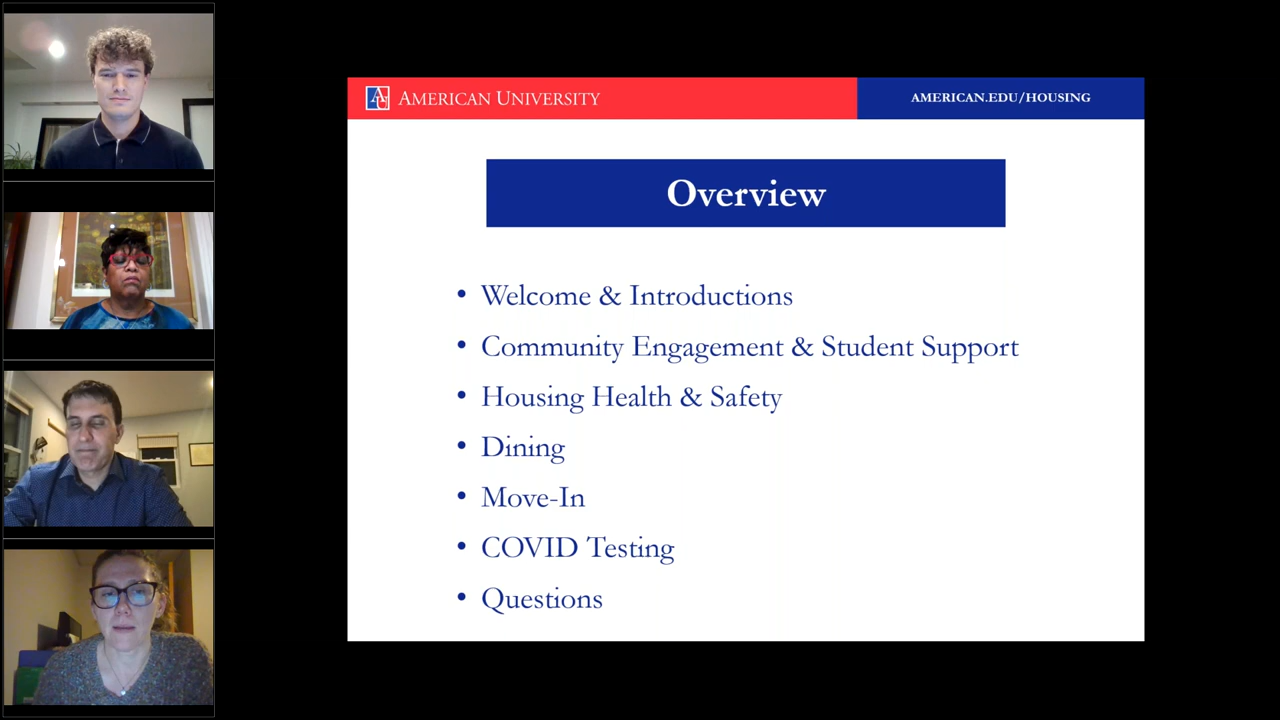 AMERICAN UNIVERSITY
AMERICAN.EDU/HOUSING
Overview
• Welcome & Introductions
• Community Engagement & Student Support
• Housing Health & Safety
• Dining
• Move-In
• COVID Testing
• Questions